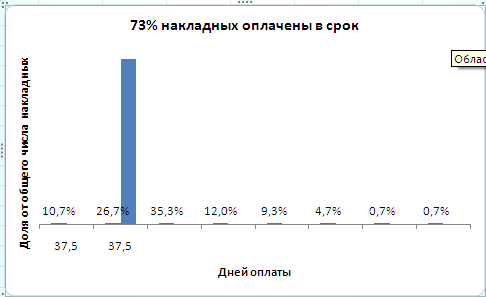 73% накладных оплачены в срок
Облас
Доля от общего числа накладных
10,7% 26,7% 35,3% 12,0% 9,3% 4,7% 0,7% 0,7%
37,5 37,5
Дней оплаты